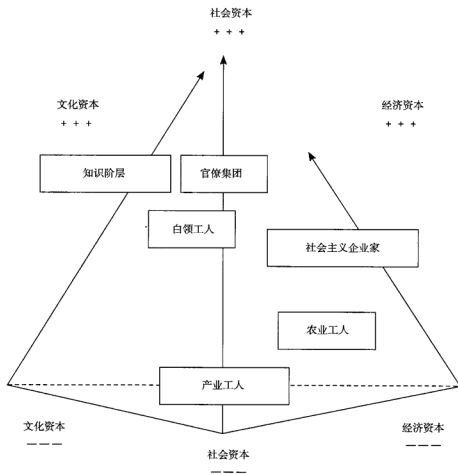 社会资本
+ + +
文化资本
+ + +
经济资本
+ + +
知识阶层
官僚集团
白领工人
社会主义企业家
农业工人
产业工人
文化资本
— — —
社会资本
— — —
经济资本
— — —